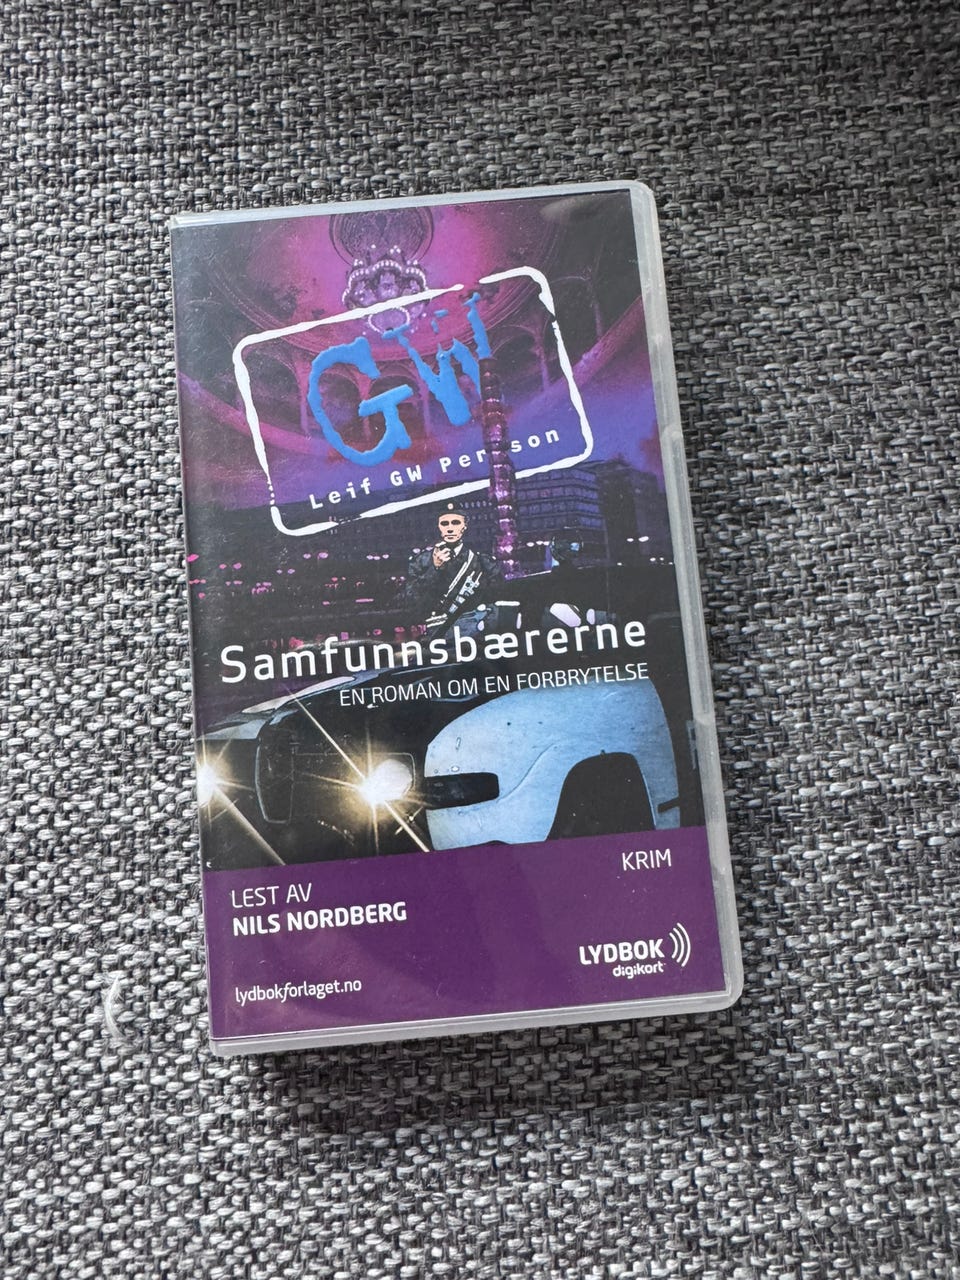 GW
Leif GW Persson
Samfunnsbærerne
EN ROMAN OM EN FORBRYTELSE
KRIM
LEST AV
NILS NORDBERG
LYDBOK
digikort
lydbokforlaget.no